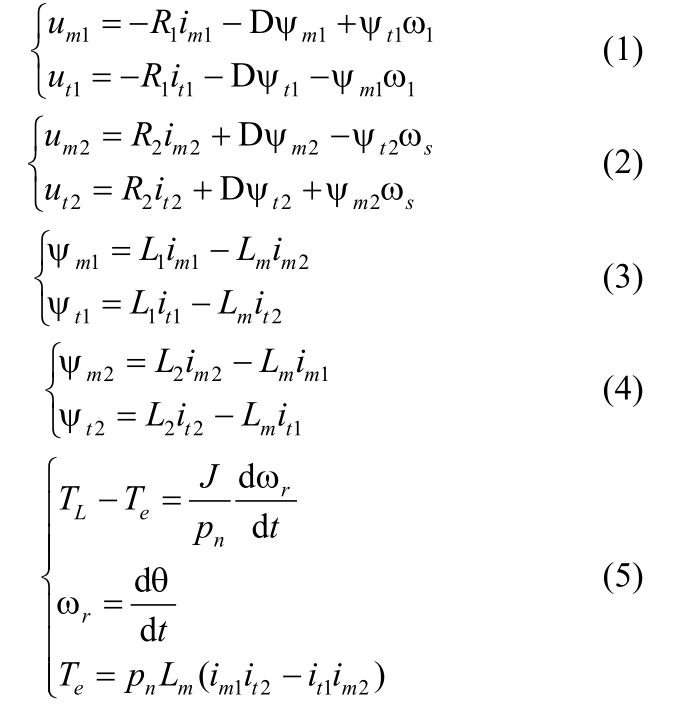 u_{m1} = −R_1 i_{m1} − Dψ_{m1} + ψ_{t1}ω_1
(1)
u_{t1} = −R_1 i_{t1} − Dψ_{t1} − ψ_{m1}ω_1
u_{m2} = R_2 i_{m2} + Dψ_{m2} − ψ_{t2}ω_s
(2)
u_{t2} = R_2 i_{t2} + Dψ_{t2} + ψ_{m2}ω_s
ψ_{m1} = L_1 i_{m1} − L_m i_{m2}
(3)
ψ_{t1} = L_1 i_{t1} − L_m i_{t2}
ψ_{m2} = L_2 i_{m2} − L_m i_{m1}
(4)
ψ_{t2} = L_2 i_{t2} − L_m i_{t1}
T_L − T_e = \frac{J}{p_n} \frac{dω_r}{dt}
ω_r = \frac{dθ}{dt}
(5)
T_e = p_n L_m (i_{m1} i_{t2} − i_{t1} i_{m2})